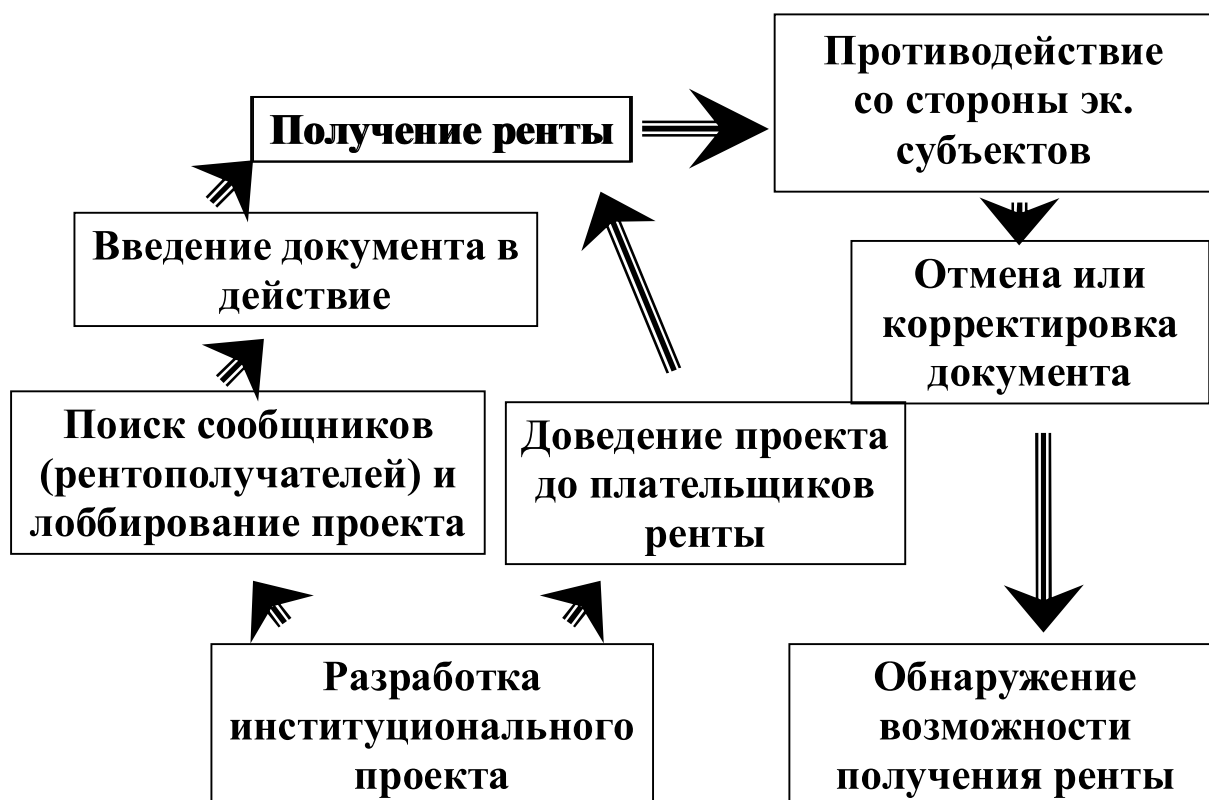 Противодействие
со стороны эк.
субъектов
Получение ренты
Введение документа в
действие
Отмена или
корректировка
документа
Поиск сообщников
(рентополучателей) и
лоббирование проекта
Доведение проекта
до плательщиков
ренты
Разработка
институционального
проекта
Обнаружение
возможности
получения ренты